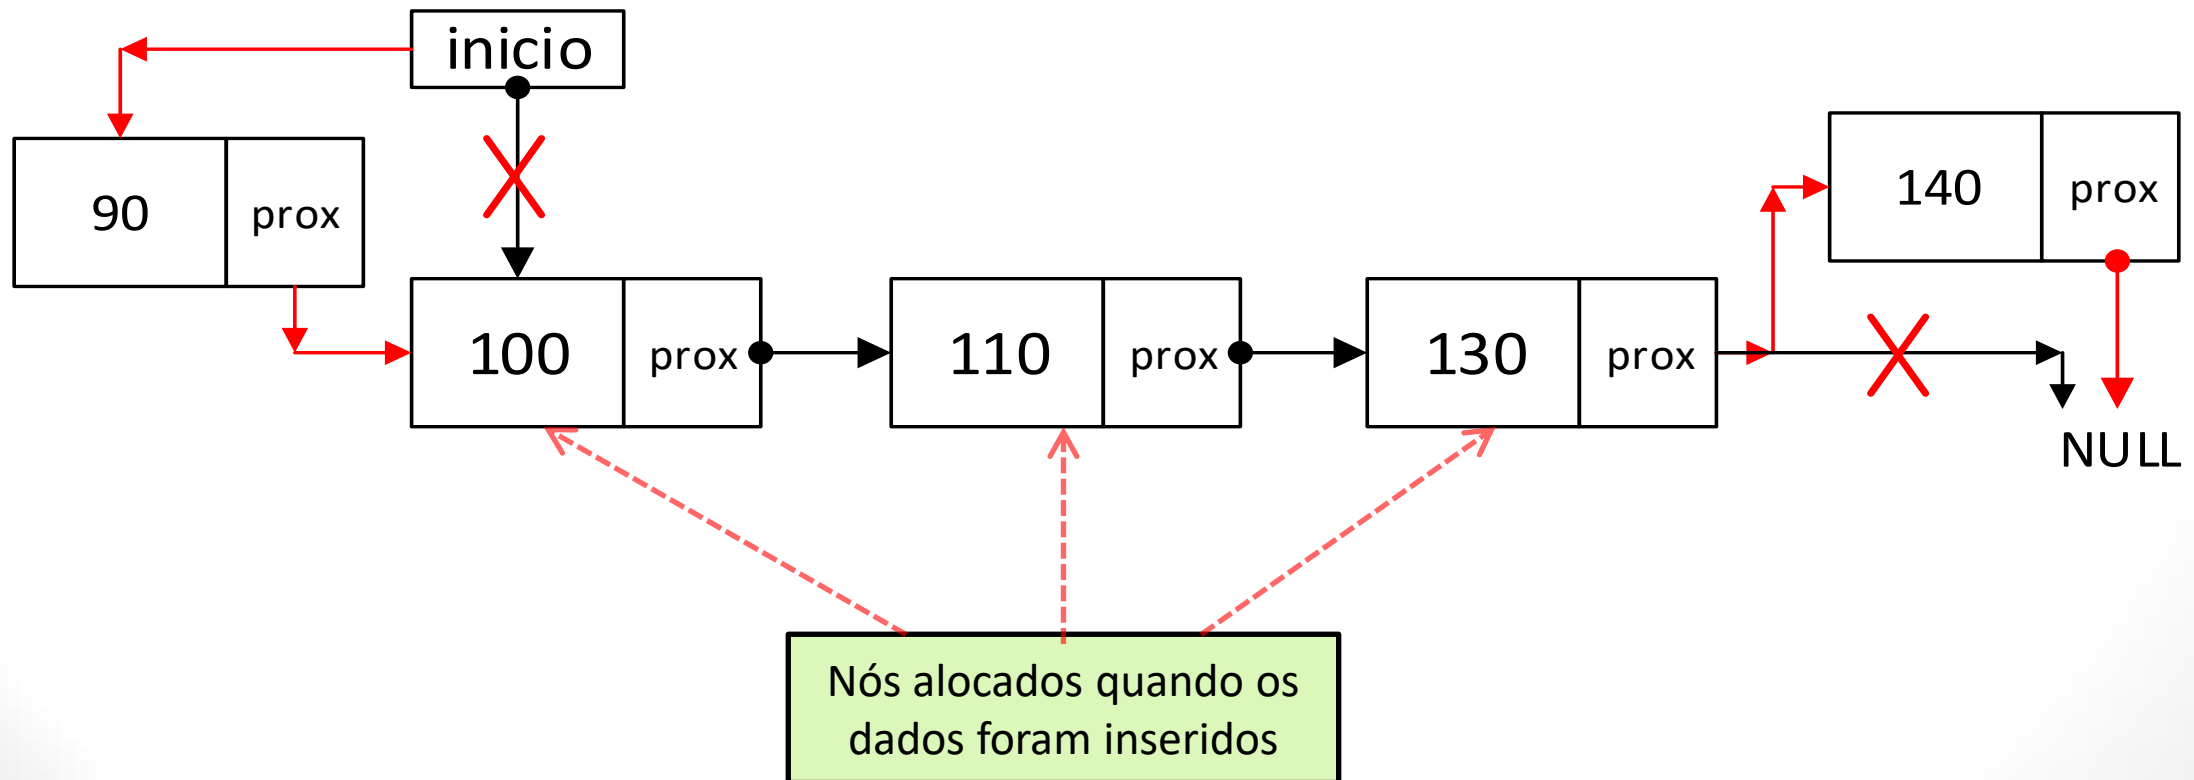 inicio
90 prox
140 prox
100 prox
110 prox
130 prox
NULL
Nós alocados quando os
dados foram inseridos